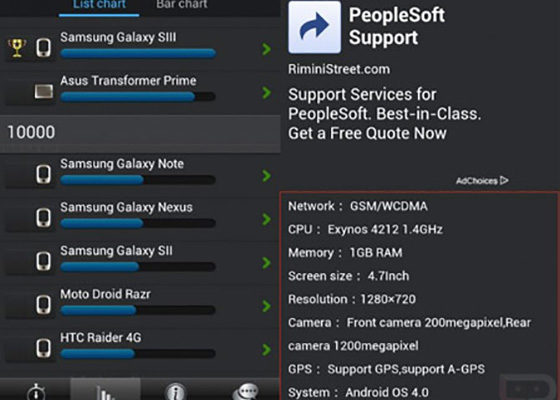 List chart
Bar chart
Samsung Galaxy SIII
Asus Transformer Prime
10000
Samsung Galaxy Note
Samsung Galaxy Nexus
Samsung Galaxy SII
Moto Droid Razr
HTC Raider 4G
PeopleSoft
Support
RiminiStreet.com
Support Services for
PeopleSoft. Best-in-Class.
Get a Free Quote Now
AdChoices
Network： GSM/WCDMA
CPU： Exynos 4212 1.4GHz
Memory： 1GB RAM
Screen size： 4.7Inch
Resolution：1280×720
Camera： Front camera 200megapixel,Rear
camera 1200megapixel
GPS： Support GPS,support A-GPS
System： Android OS 4.0